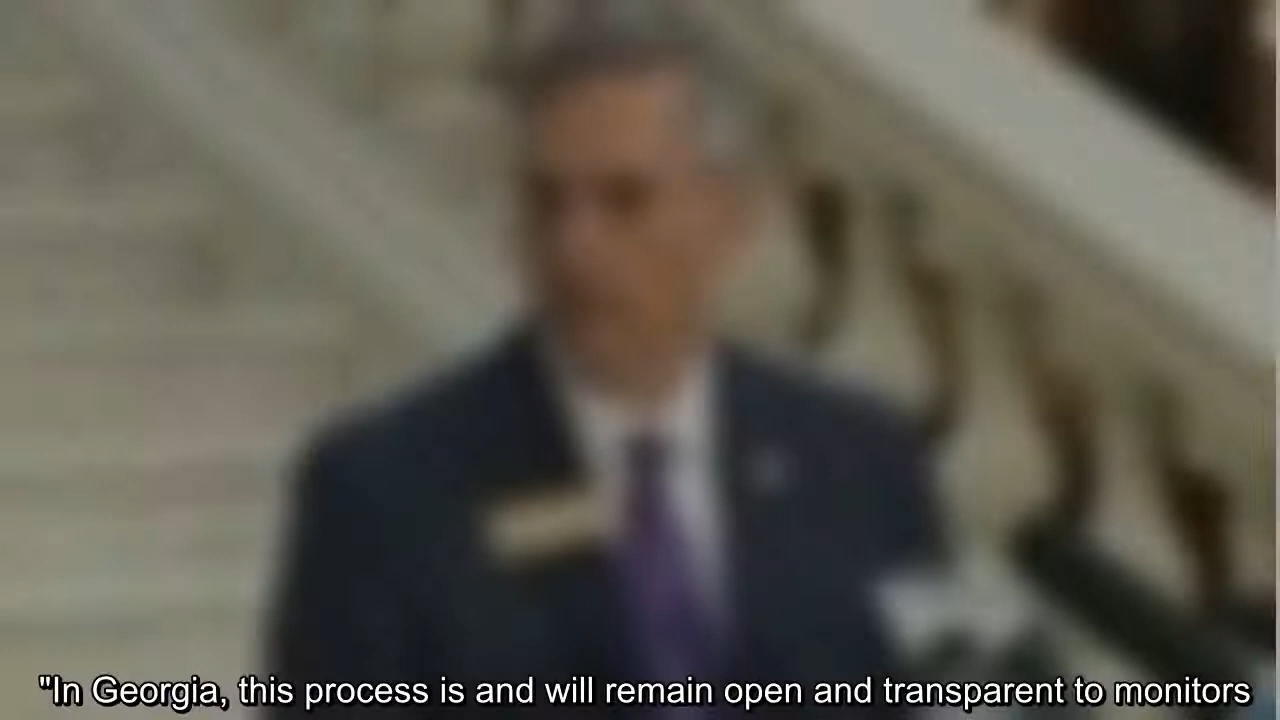 "In Georgia, this process is and will remain open and transparent to monitors